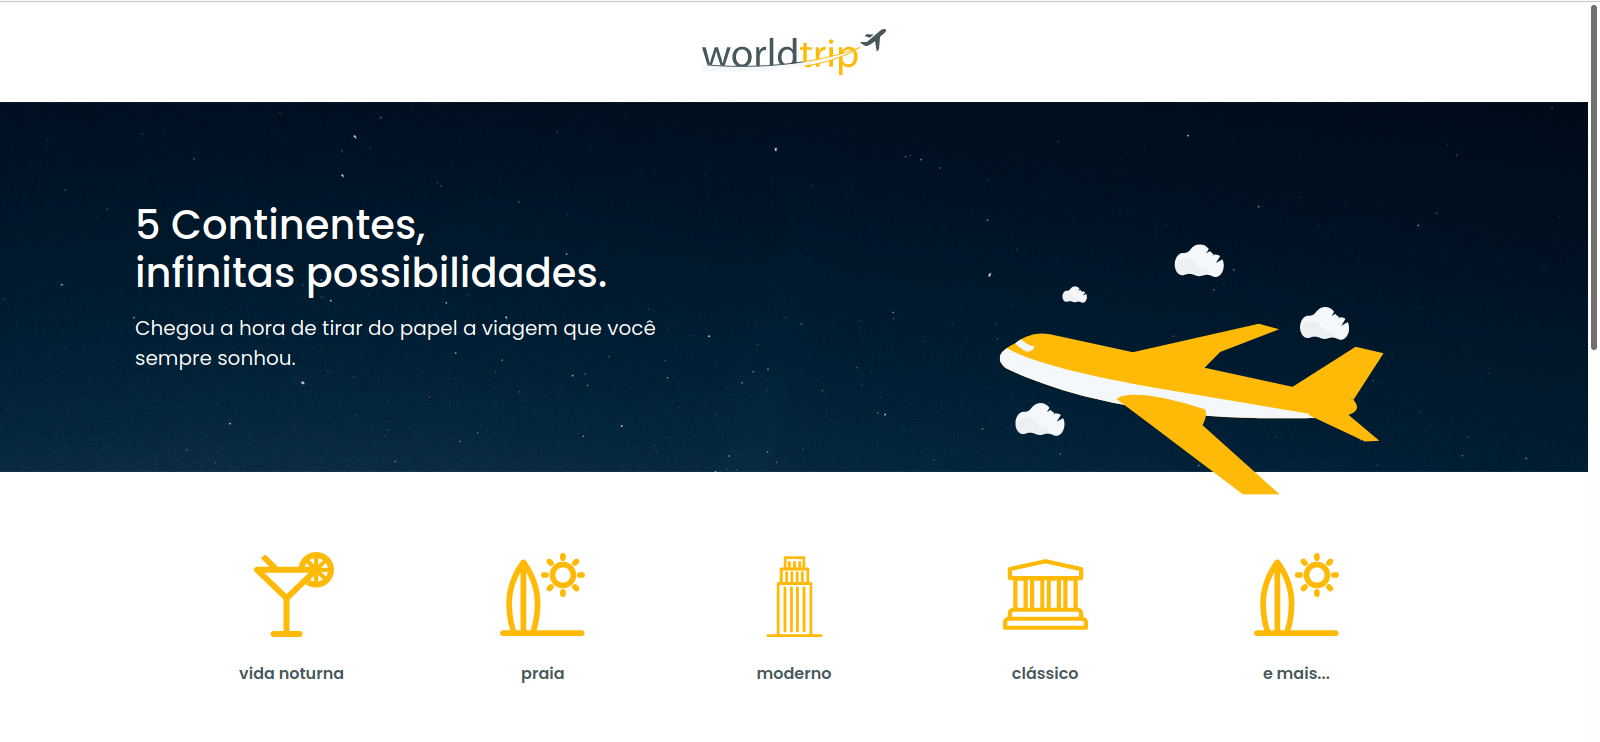 worldtrip
5 Continentes,
infinitas possibilidades.
Chegou a hora de tirar do papel a viagem que você
sempre sonhou.
vida noturna
praia
moderno
clássico
e mais...